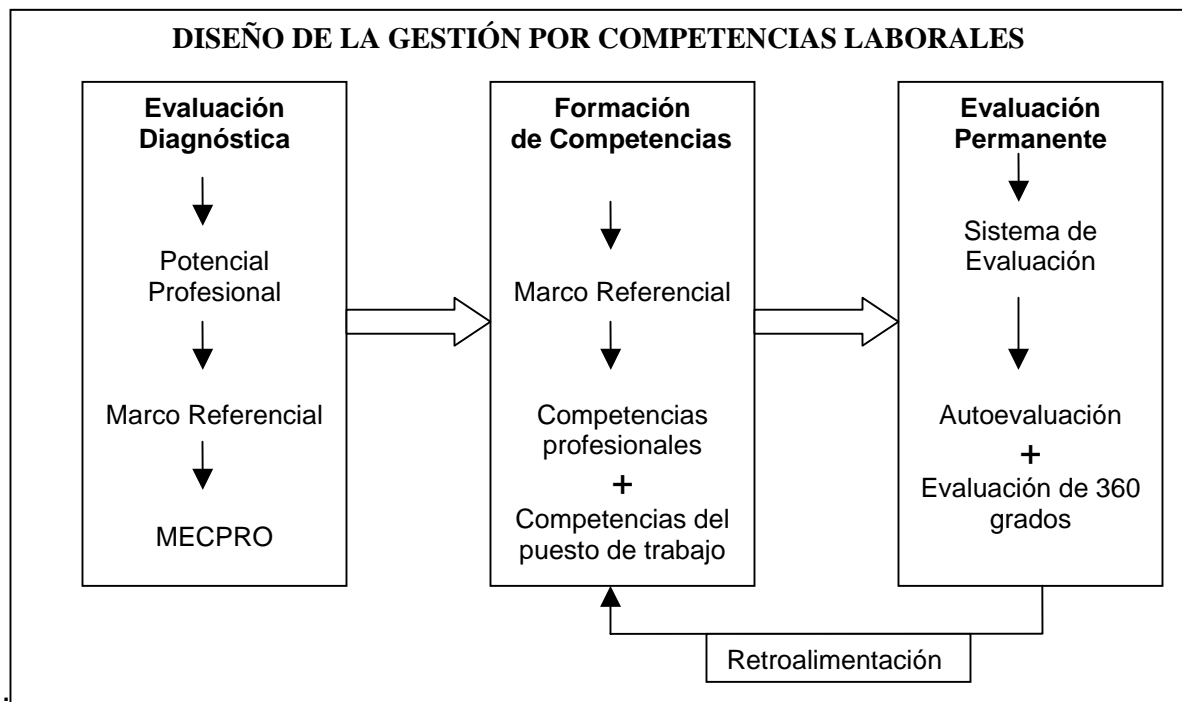 DISEÑO DE LA GESTIÓN POR COMPETENCIAS LABORALES
Evaluación
Diagnóstica
Potencial
Profesional
Marco Referencial
MECPRO
Formación
de Competencias
Marco Referencial
Competencias
profesionales
+
Competencias del
puesto de trabajo
Evaluación
Permanente
Sistema de
Evaluación
Autoevaluación
+
Evaluación de 360
grados
Retroalimentación
.